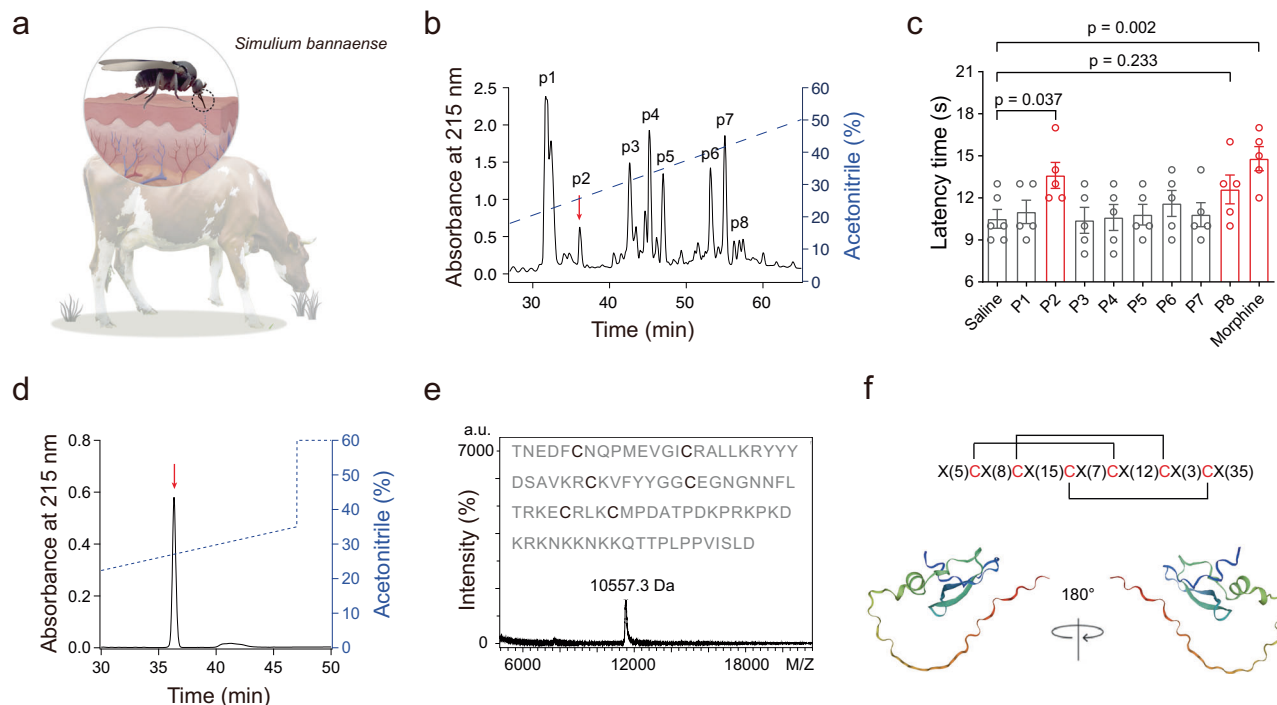 a
Simulium bannaense
b
p1
p2
p3
p4
p5
p6
p7
p8
Absorbance at 215 nm
2.5
2.0
1.5
1.0
0.5
0.0
60
50
40
30
20
10
0
Acetonitrile (%)
30 40 50 60
Time (min)
c
p = 0.002
p = 0.233
p = 0.037
Latency time (s)
21
18
15
12
9
6
Saline P1 P2 P3 P4 P5 P6 P7 P8 Morphine
d
Absorbance at 215 nm
0.8
0.6
0.4
0.2
0.0
60
50
40
30
20
10
0
Acetonitrile (%)
30 35 40 45 50
Time (min)
e
a.u.
7000
0
Intensity (%)
TNEDFCNQPMEVGICRALLKRYYY
DSAVKRCKVFYYGGCEGNGNNFL
TRKECRLKCMPDATPDKPRKPKD
KRKNKKNKKQTTPLPPVISLD
10557.3 Da
6000 12000 18000 M/Z
f
X(5)CX(8)CX(15)CX(7)CX(12)CX(3)CX(35)
180°